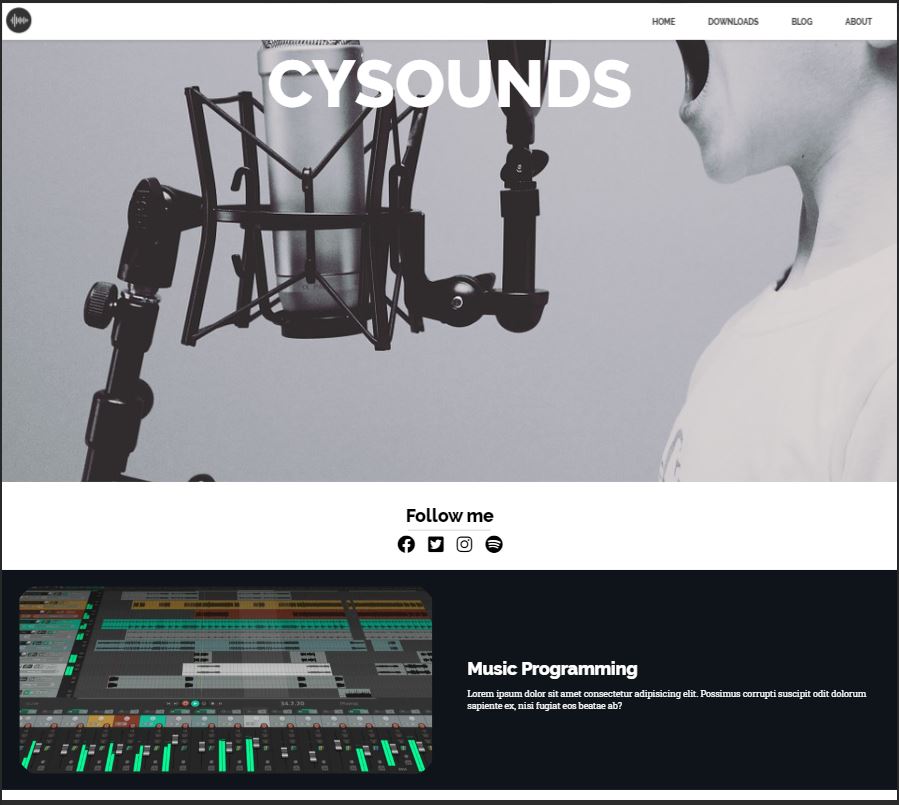 HOME DOWNLOADS BLOG ABOUT
CYSOUNDS
Follow me
Music Programming
Lorem ipsum dolor sit amet consectetur adipisicing elit. Possimus corrupti suscipit odit dolorum
sapiente ex, nisi fugiat eos beatae ab?